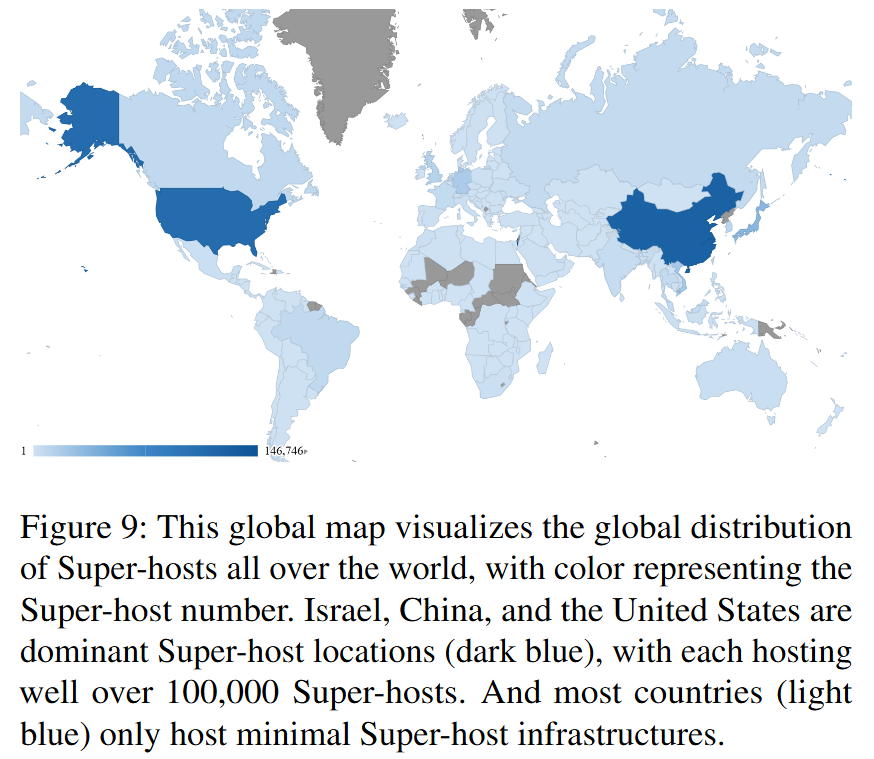 1
146,746
Figure 9: This global map visualizes the global distribution
of Super-hosts all over the world, with color representing the
Super-host number. Israel, China, and the United States are
dominant Super-host locations (dark blue), with each hosting
well over 100,000 Super-hosts. And most countries (light
blue) only host minimal Super-host infrastructures.